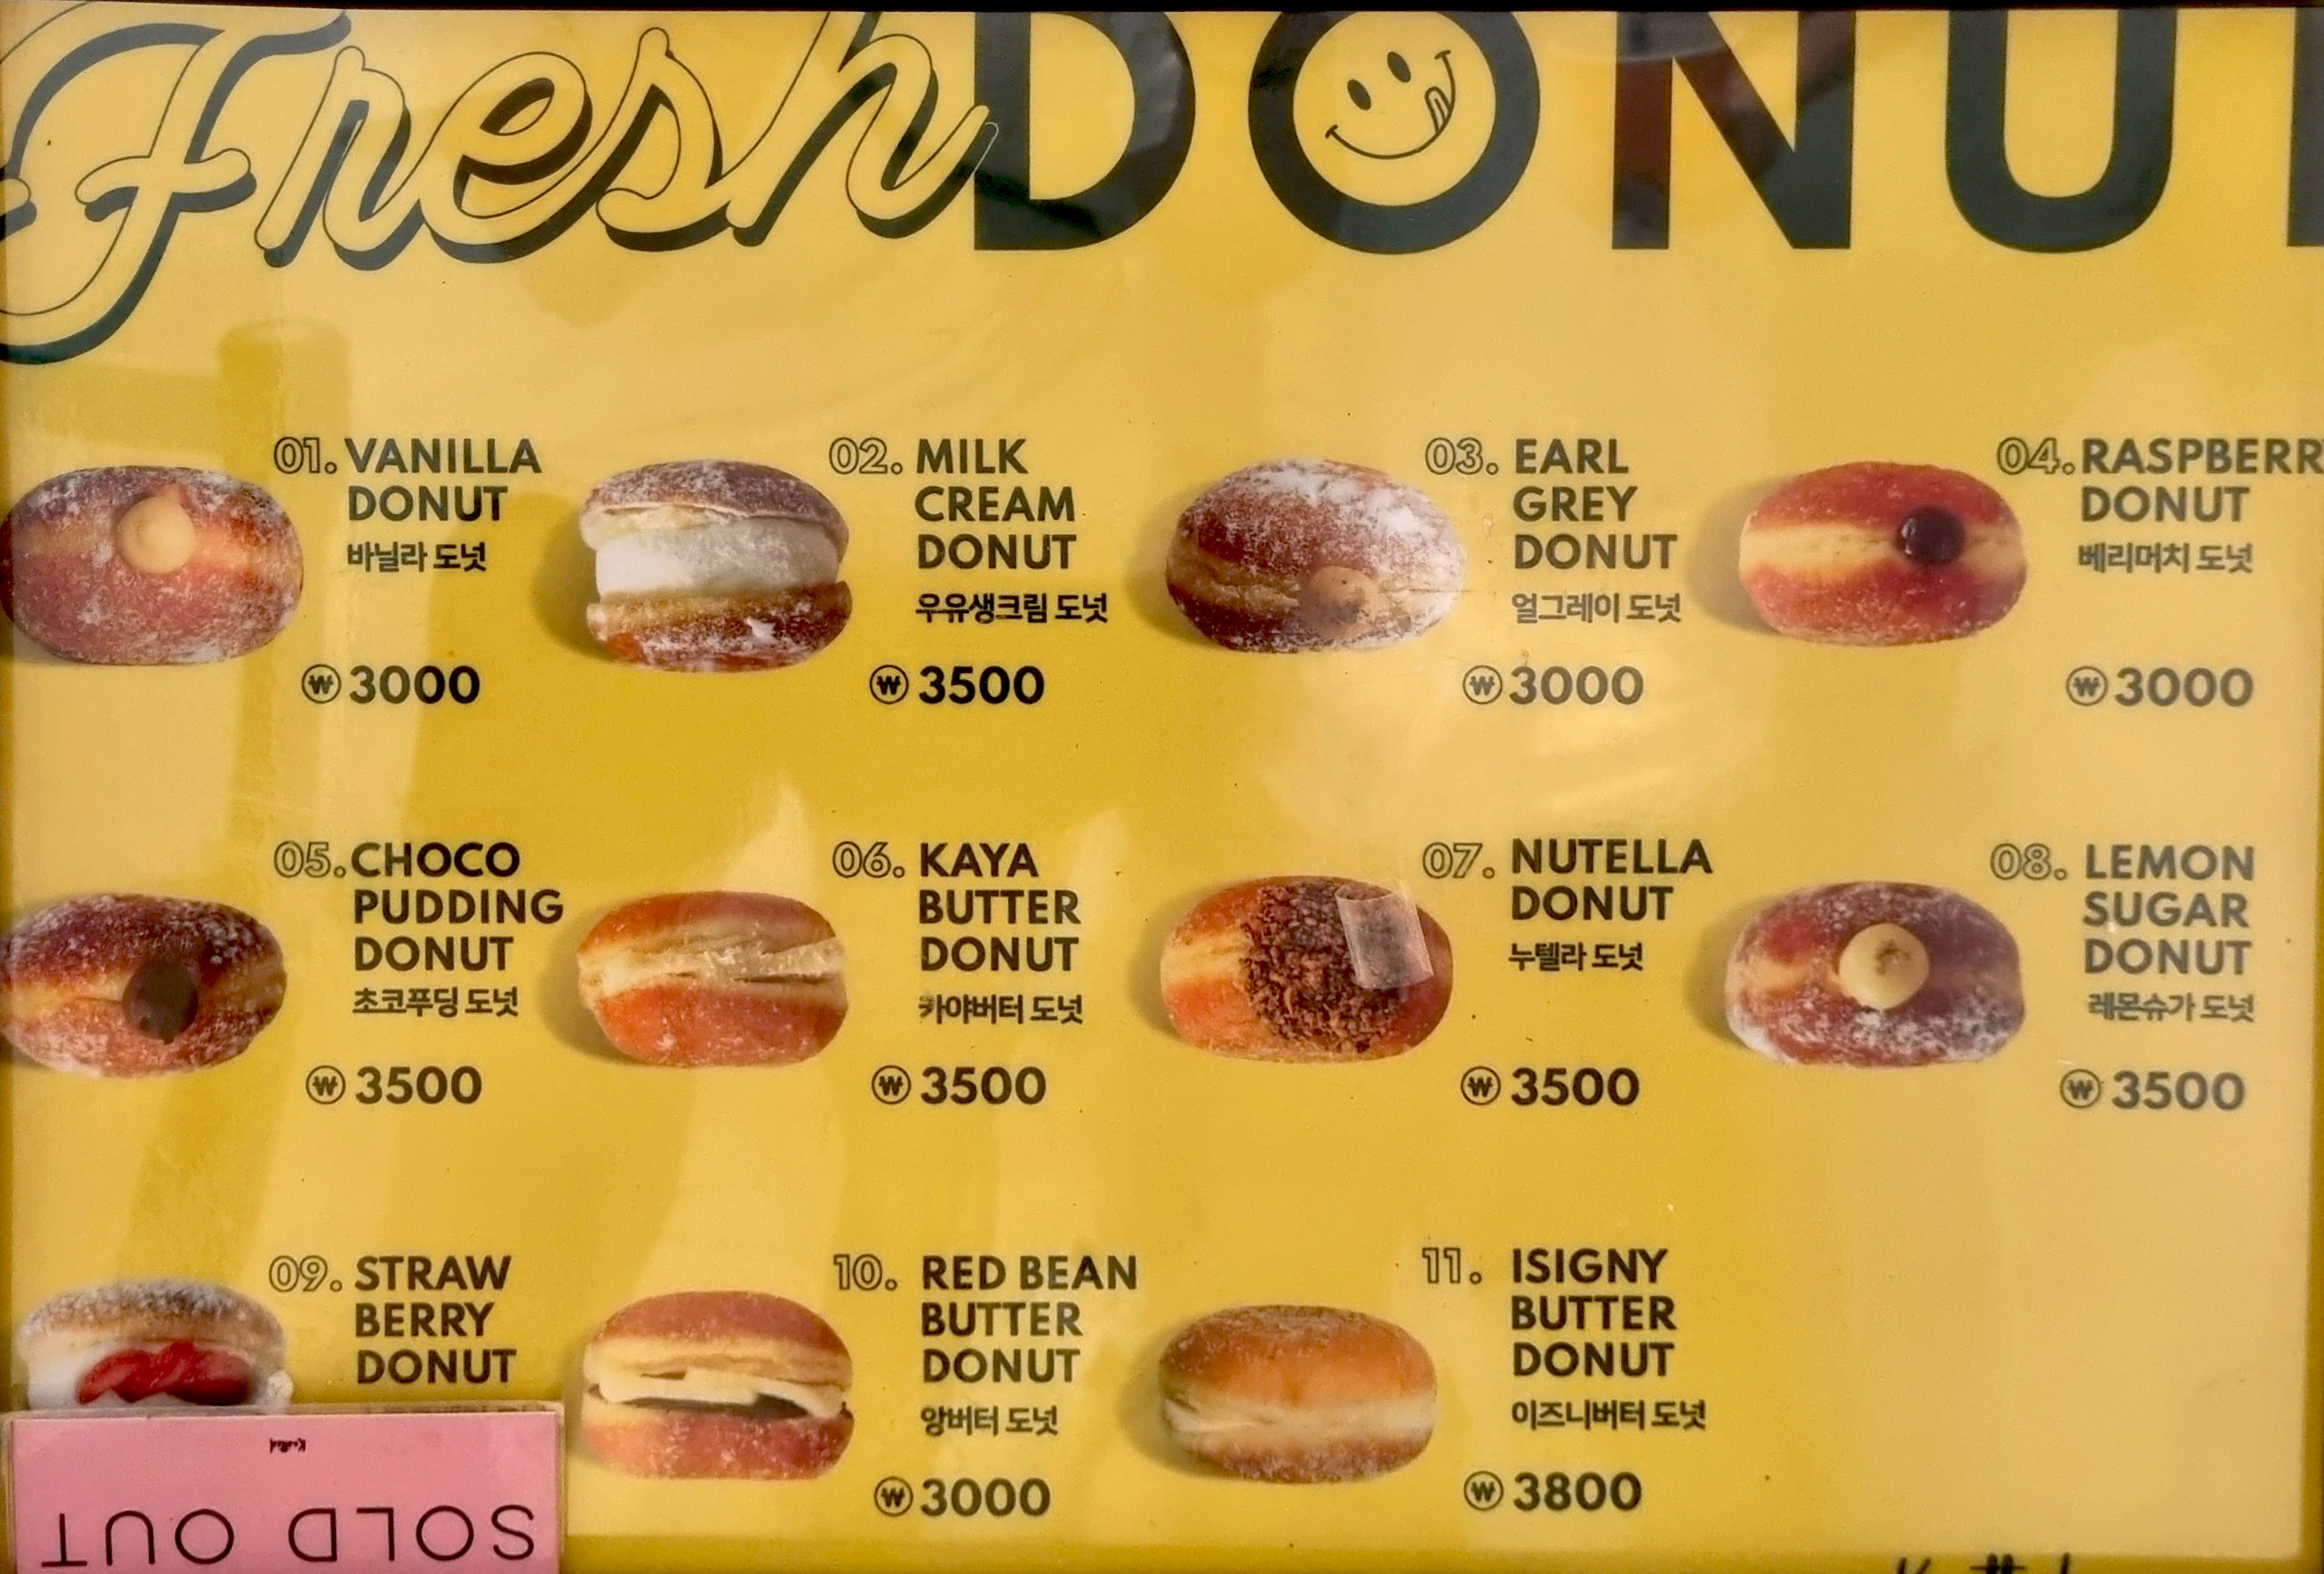 Fresh DONUT
01. VANILLA
DONUT
바닐라 도넛
₩ 3000
02. MILK
CREAM
DONUT
우유생크림 도넛
₩ 3500
03. EARL
GREY
DONUT
얼그레이 도넛
₩ 3000
04. RASPBERR
DONUT
베리머치 도넛
₩ 3000
05. CHOCO
PUDDING
DONUT
초코푸딩 도넛
₩ 3500
06. KAYA
BUTTER
DONUT
카야버터 도넛
₩ 3500
07. NUTELLA
DONUT
누텔라 도넛
₩ 3500
08. LEMON
SUGAR
DONUT
레몬슈가 도넛
₩ 3500
09. STRAW
BERRY
DONUT
SOLD OUT
10. RED BEAN
BUTTER
DONUT
앙버터 도넛
₩ 3000
11. ISIGNY
BUTTER
DONUT
이즈니버터 도넛
₩ 3800